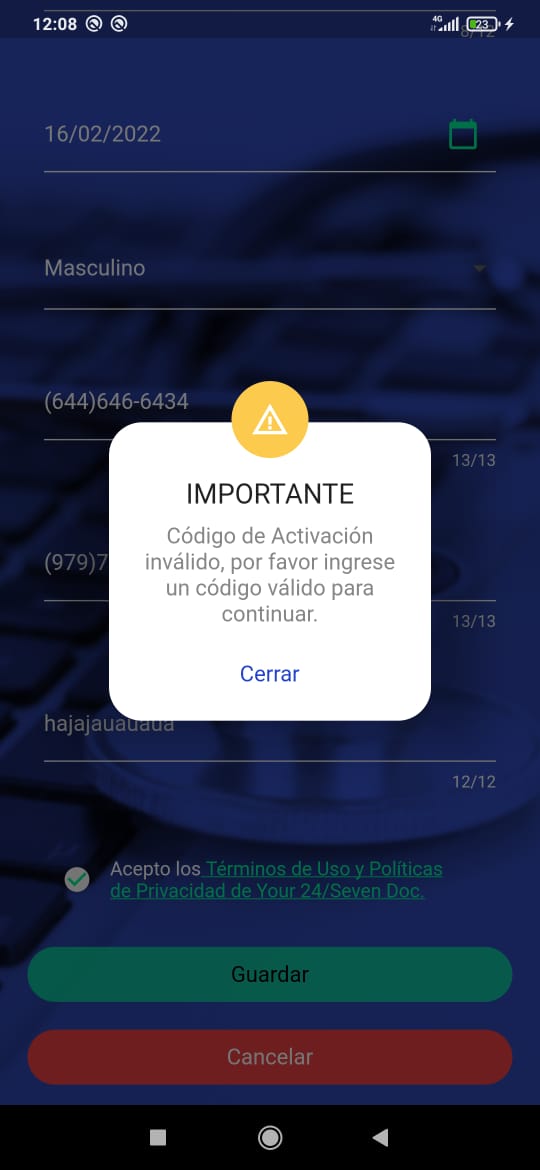 12:08
4G
23
8/12
16/02/2022
Masculino
(644)646-6434
13/13
IMPORTANTE
Código de Activación
inválido, por favor ingrese
un código válido para
continuar.
Cerrar
(979)7
13/13
hajajauauaua
12/12
Acepto los Términos de Uso y Políticas
de Privacidad de Your 24/Seven Doc.
Guardar
Cancelar